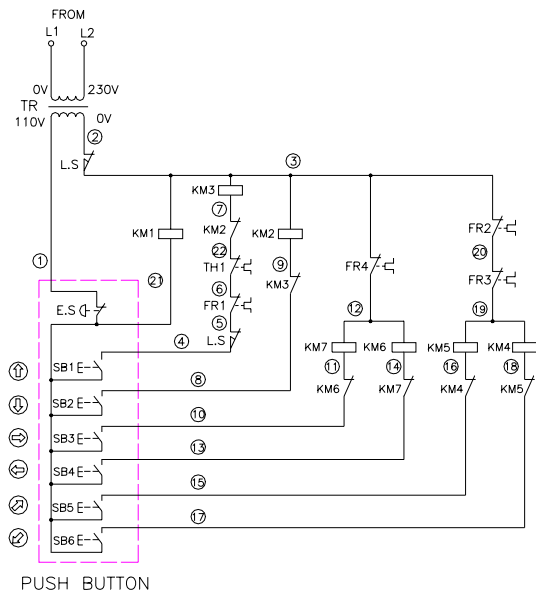 FROM
L1 L2
0V 230V
TR
110V 0V
2
L.S
3
KM3
7
KM1 KM2 KM2
22
TH1
1 21 9
FR2
20
FR4 FR3
6 KM3
FR1
E.S 5 12 19
4 L.S
KM7 KM6 KM5 KM4
11 14 16 18
SB1 8 KM6 KM7 KM4 KM5
SB2 10
SB3 13
SB4 15
SB5 17
SB6
PUSH BUTTON